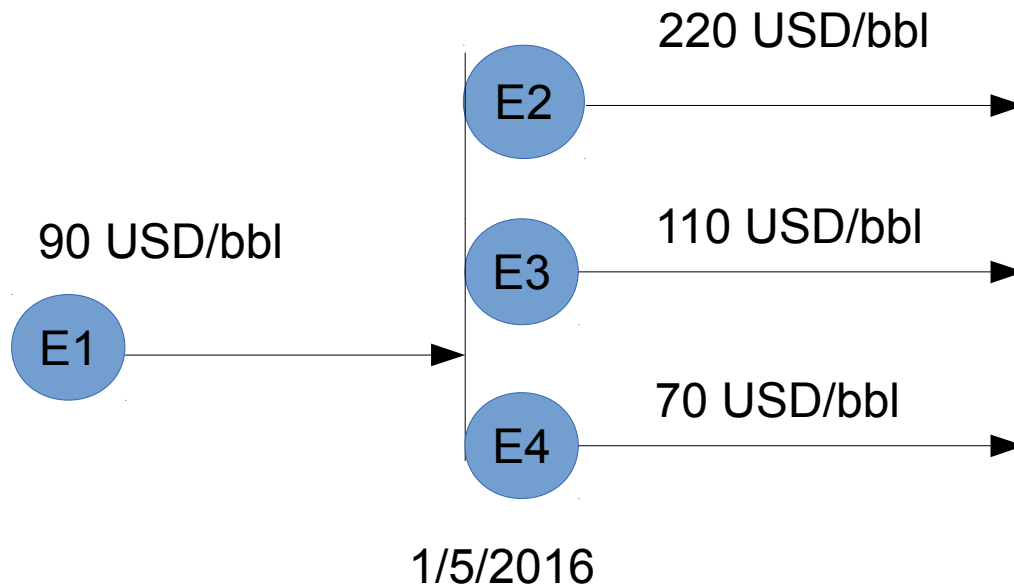 220 USD/bbl
E2
90 USD/bbl
110 USD/bbl
E3
E1
70 USD/bbl
E4
1/5/2016